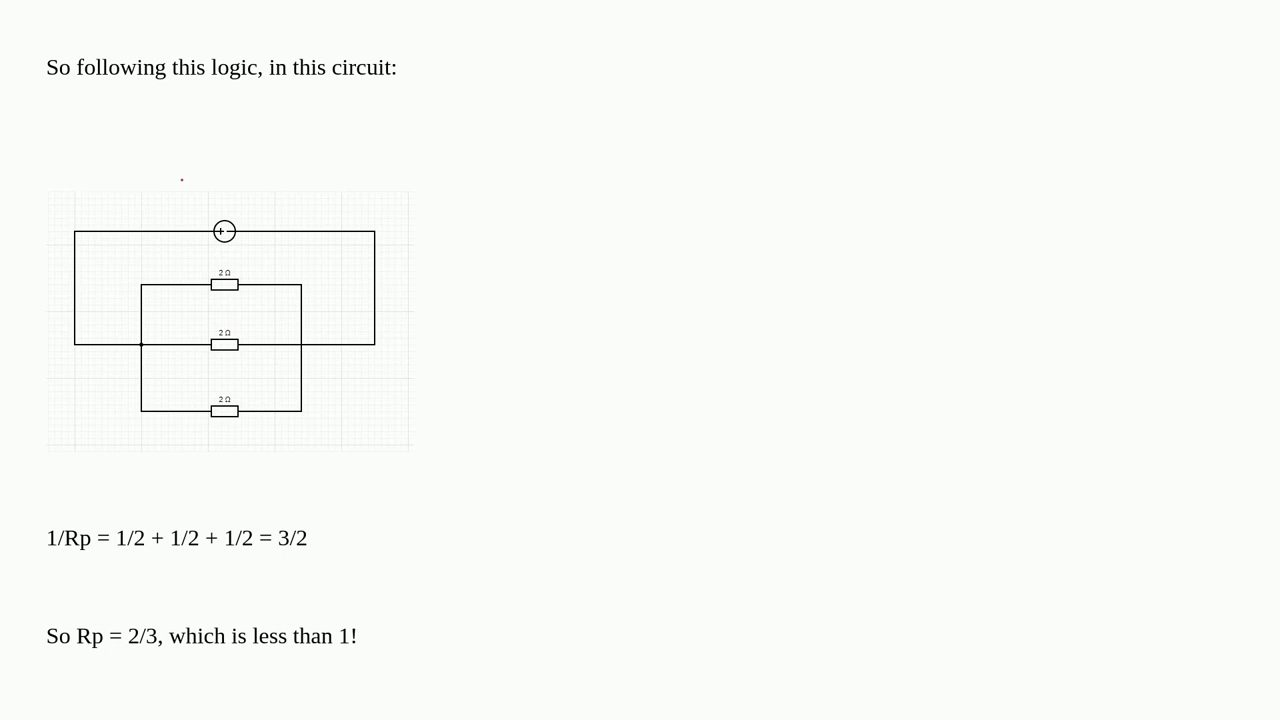 So following this logic, in this circuit:
2 Ω
2 Ω
2 Ω
1/Rp = 1/2 + 1/2 + 1/2 = 3/2
So Rp = 2/3, which is less than 1!